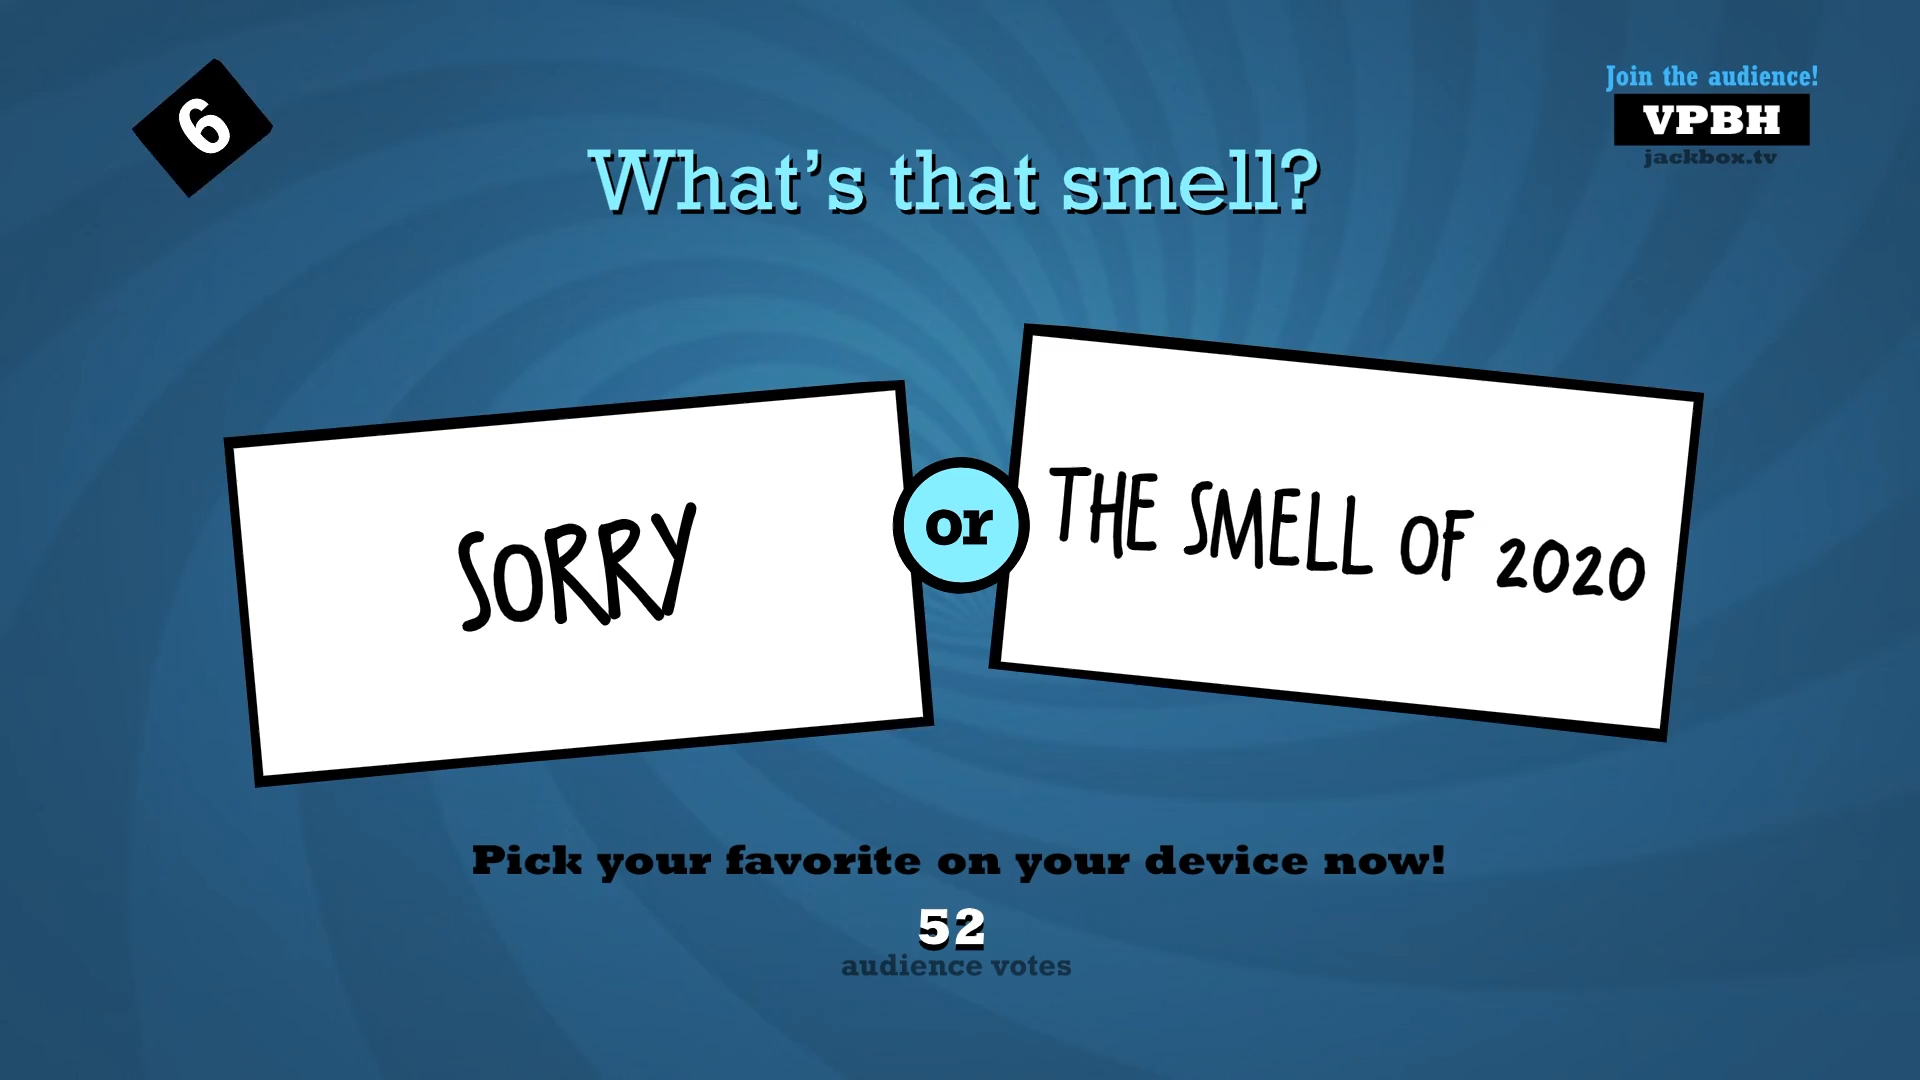 6
Join the audience!
VPBH
jackbox.tv
What's that smell?
SORRY
or
THE SMELL OF 2020
Pick your favorite on your device now!
52
audience votes